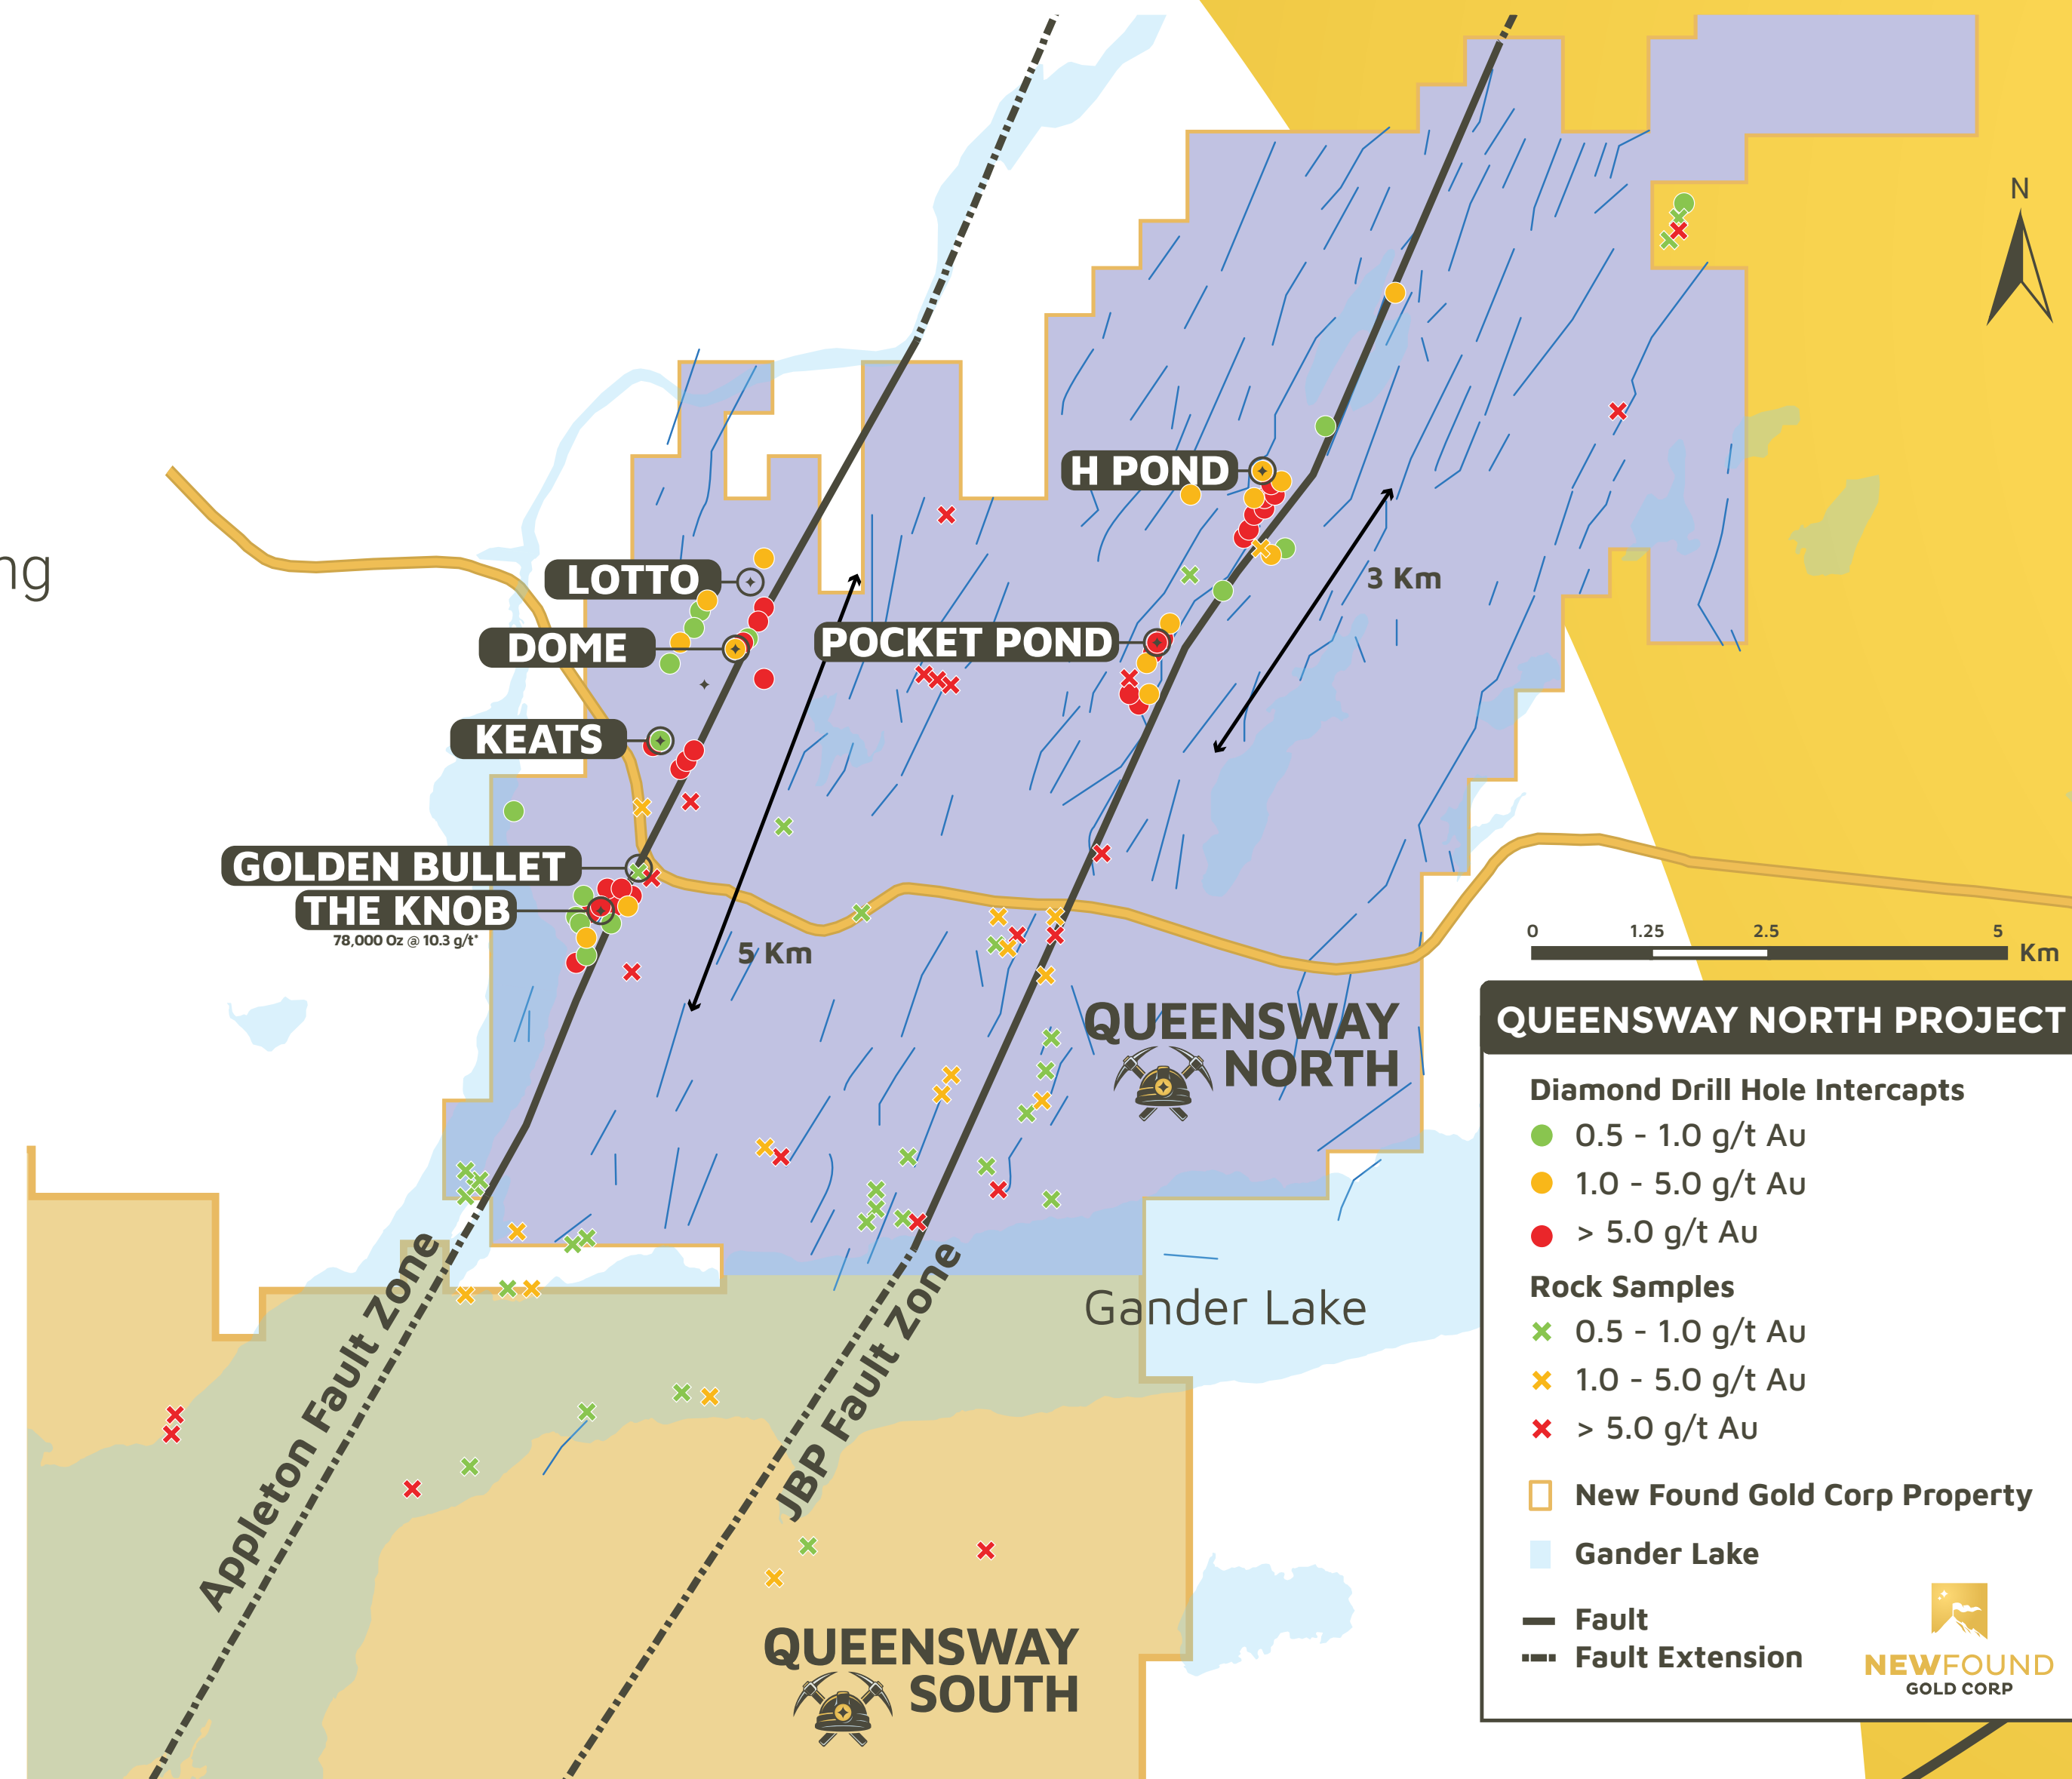 N
ng
H POND
LOTTO
3 Km
DOME
POCKET POND
KEATS
GOLDEN BULLET
THE KNOB
78,000 Oz @ 10.3 g/t*
5 Km
0 1.25 2.5 5
Km
QUEENSWAY
NORTH
Gander Lake
Appleton Fault Zone
JBP Fault Zone
QUEENSWAY
SOUTH
QUEENSWAY NORTH PROJECT
Diamond Drill Hole Intercapts
0.5 - 1.0 g/t Au
1.0 - 5.0 g/t Au
> 5.0 g/t Au
Rock Samples
0.5 - 1.0 g/t Au
1.0 - 5.0 g/t Au
> 5.0 g/t Au
New Found Gold Corp Property
Gander Lake
Fault
Fault Extension
NEWFOUND
GOLD CORP